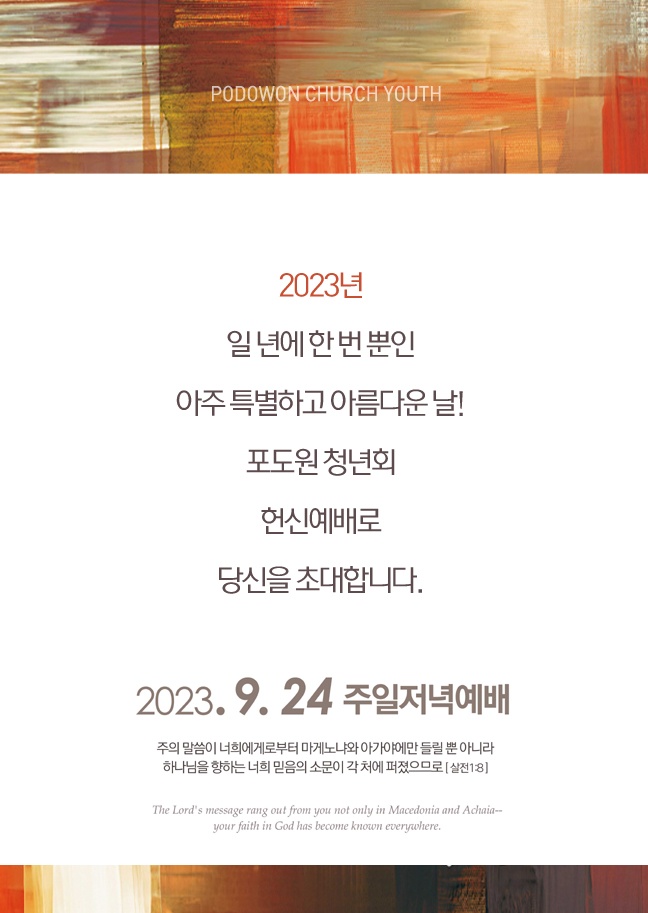 PODOWON CHURCH YOUTH
2023년
일 년에 한 번 뿐인
아주 특별하고 아름다운 날!
포도원 청년회
헌신예배로
당신을 초대합니다.
2023. 9. 24 주일저녁예배
주의 말씀이 너희에게로부터 마게노냐와 아가야에만 들릴 뿐 아니라
하나님을 향하는 너희 믿음의 소문이 각 처에 퍼졌으므로 [ 살전1:8 ]
The Lord's message rang out from you not only in Macedonia and Achaia--
your faith in God has become known everywhere.